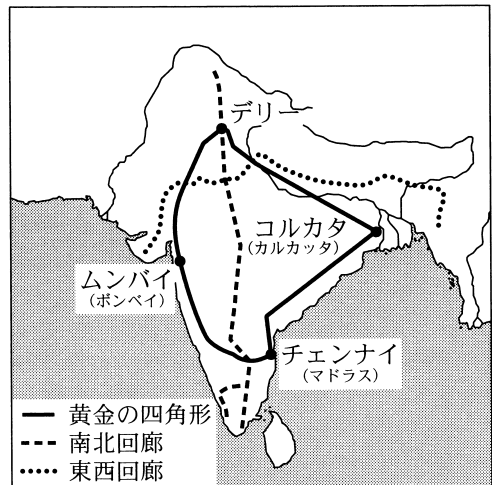 デリー
コルカタ
(カルカッタ)
ムンバイ
(ボンベイ)
チェンナイ
(マドラス)
黄金の四角形
南北回廊
東西回廊